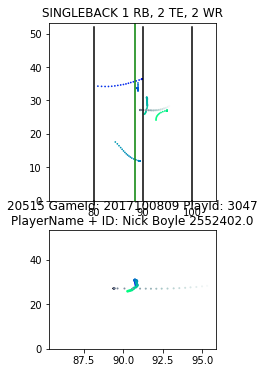 SINGLEBACK 1 RB, 2 TE, 2 WR
50
40
30
20
10
0
80 90 100
20515 GameId: 2017100809 PlayId: 3047
PlayerName + ID: Nick Boyle 2552402.0
40
20
0
87.5 90.0 92.5 95.0